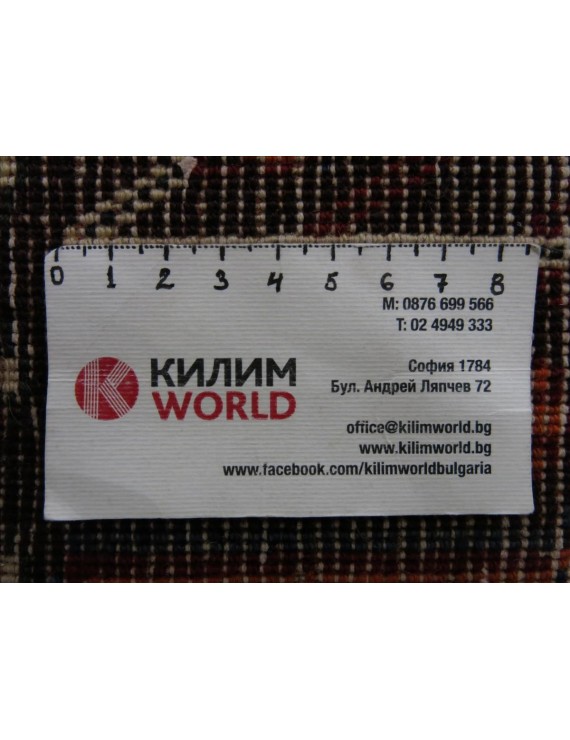 0 1 2 3 4 5 6 7 8
M: 0876 699 566
T: 02 4949 333
КИЛИМ
WORLD
София 1784
Бул. Андрей Ляпчев 72
office@kilimworld.bg
www.kilimworld.bg
www.facebook.com/kilimworldbulgaria